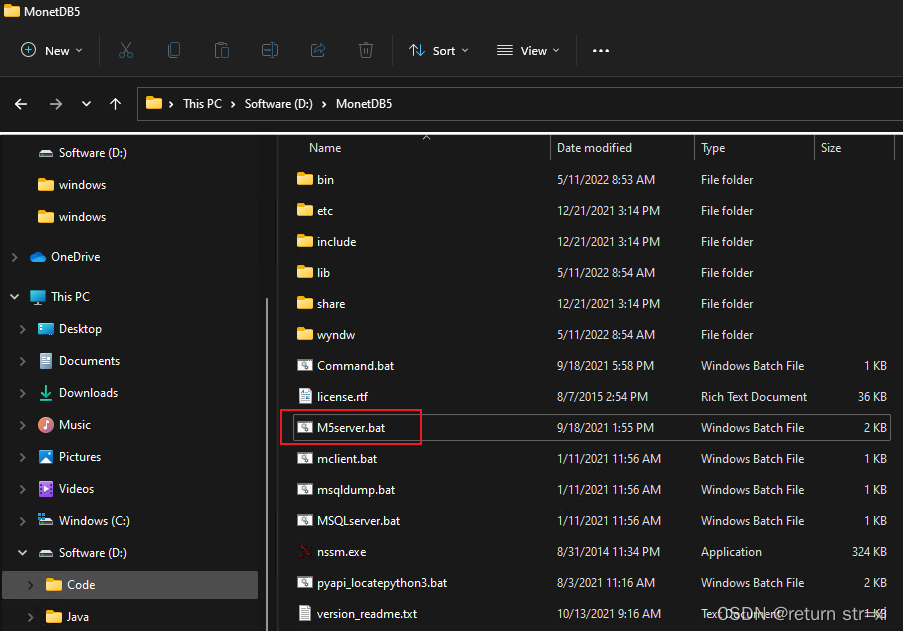 MonetDB5
New Sort View
This PC Software (D:) MonetDB5
Name Date modified Type Size
Software (D:)
windows
windows
OneDrive
This PC
Desktop
Documents
Downloads
Music
Pictures
Videos
Windows (C:)
Software (D:)
Code
Java
bin 5/11/2022 8:53 AM File folder
etc 12/21/2021 3:14 PM File folder
include 12/21/2021 3:14 PM File folder
lib 5/11/2022 8:54 AM File folder
share 12/21/2021 3:14 PM File folder
wyndw 5/11/2022 8:54 AM File folder
Command.bat 9/18/2021 5:58 PM Windows Batch File 1 KB
license.rtf 8/7/2015 2:54 PM Rich Text Document 36 KB
M5server.bat 9/18/2021 1:55 PM Windows Batch File 2 KB
mclient.bat 1/11/2021 11:56 AM Windows Batch File 1 KB
msqldump.bat 1/11/2021 11:56 AM Windows Batch File 1 KB
MSQLserver.bat 1/11/2021 11:56 AM Windows Batch File 1 KB
nssm.exe 8/31/2014 11:34 PM Application 324 KB
pyapi_locatepython3.bat 8/3/2021 11:16 AM Windows Batch File 2 KB
version_readme.txt 10/13/2021 9:16 AM Text Document 1 KB
CSDN @return str